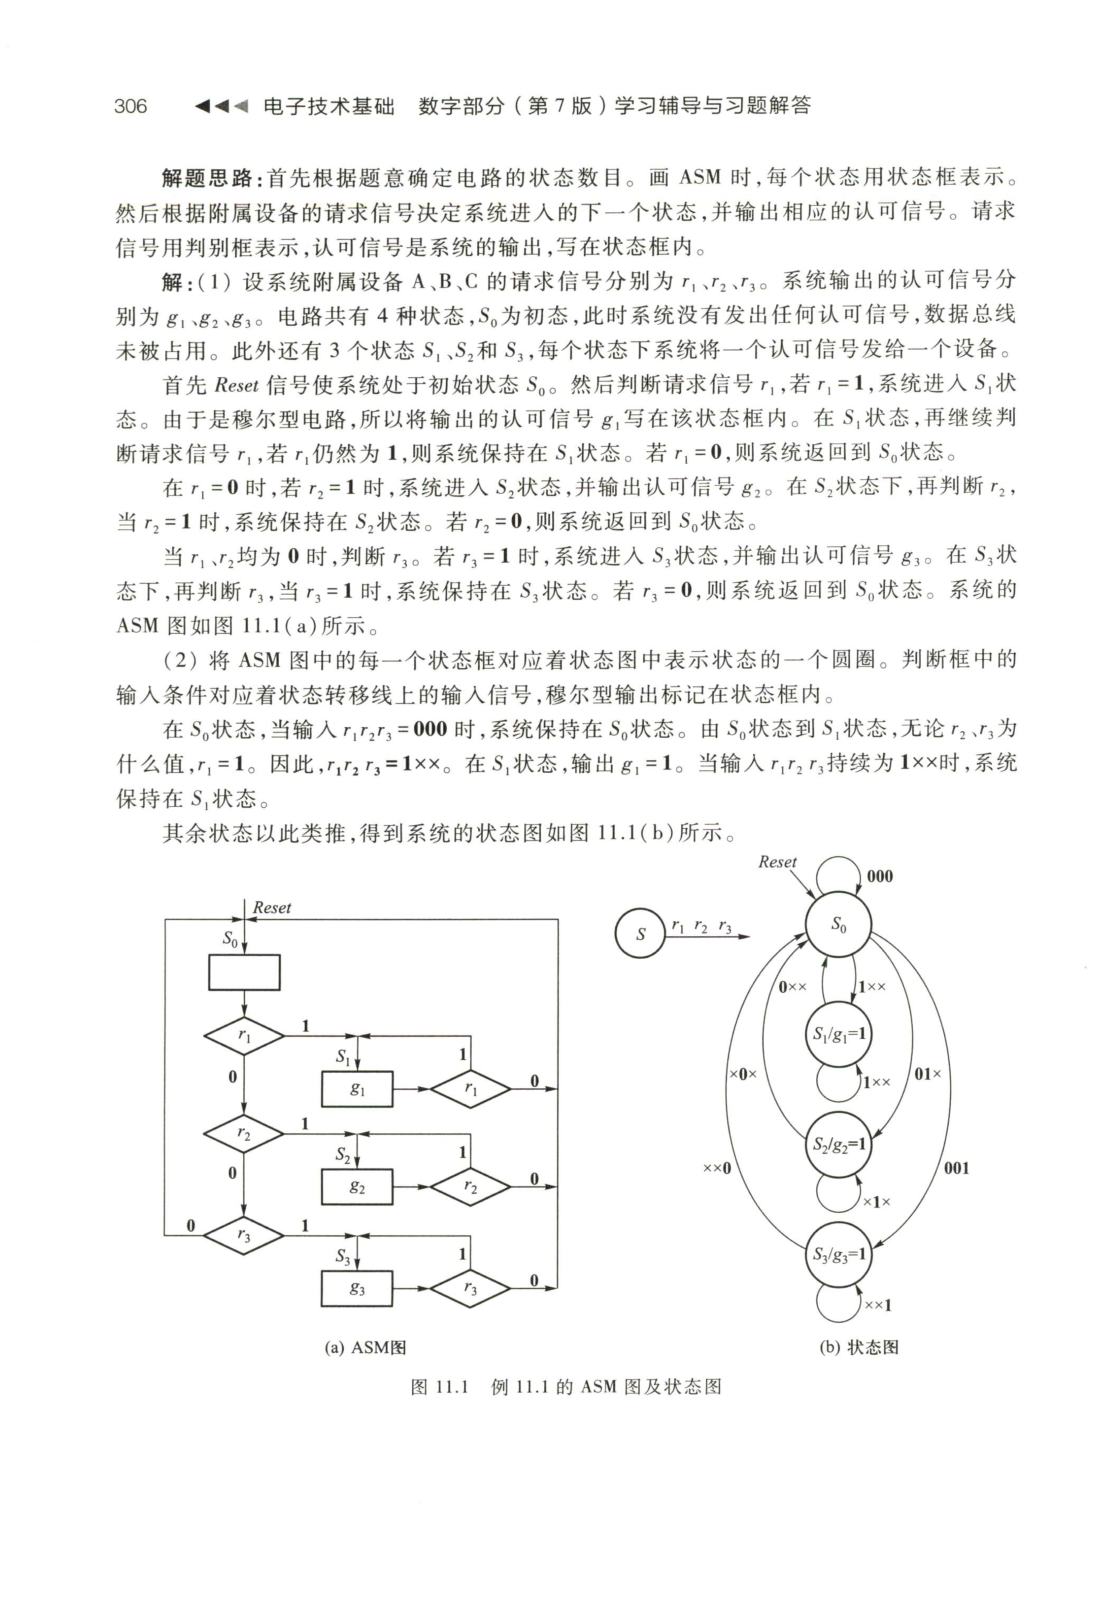 306 ◀◀◀ 电子技术基础 数字部分(第7版)学习辅导与习题解答
解题思路:首先根据题意确定电路的状态数目。画 ASM 时,每个状态用状态框表示。
然后根据附属设备的请求信号决定系统进入的下一个状态,并输出相应的认可信号。请求
信号用判别框表示,认可信号是系统的输出,写在状态框内。
解:(1) 设系统附属设备 A、B、C 的请求信号分别为 r₁、r₂、r₃。系统输出的认可信号分
别为 g₁、g₂、g₃。电路共有 4 种状态,S₀为初态,此时系统没有发出任何认可信号,数据总线
未被占用。此外还有 3 个状态 S₁、S₂和 S₃,每个状态下系统将一个认可信号发给一个设备。
首先 Reset 信号使系统处于初始状态 S₀。然后判断请求信号 r₁,若 r₁=1,系统进入 S₁状
态。由于是穆尔型电路,所以将输出的认可信号 g₁写在该状态框内。在 S₁状态,再继续判
断请求信号 r₁,若 r₁仍然为 1,则系统保持在 S₁状态。若 r₁=0,则系统返回到 S₀状态。
在 r₁=0 时,若 r₂=1 时,系统进入 S₂状态,并输出认可信号 g₂。在 S₂状态下,再判断 r₂,
当 r₂=1 时,系统保持在 S₂状态。若 r₂=0,则系统返回到 S₀状态。
当 r₁、r₂均为 0 时,判断 r₃。若 r₃=1 时,系统进入 S₃状态,并输出认可信号 g₃。在 S₃状
态下,再判断 r₃,当 r₃=1 时,系统保持在 S₃状态。若 r₃=0,则系统返回到 S₀状态。系统的
ASM 图如图 11.1(a)所示。
(2) 将 ASM 图中的每一个状态框对应着状态图中表示状态的一个圆圈。判断框中的
输入条件对应着状态转移线上的输入信号,穆尔型输出标记在状态框内。
在 S₀状态,当输入 r₁r₂r₃=000 时,系统保持在 S₀状态。由 S₀状态到 S₁状态,无论 r₂、r₃为
什么值,r₁=1。因此,r₁r₂ r₃=1××。在 S₁状态,输出 g₁=1。当输入 r₁r₂ r₃持续为 1××时,系统
保持在 S₁状态。
其余状态以此类推,得到系统的状态图如图 11.1(b)所示。
Reset
S₀
r₁
1
0
S₁
g₁
1
r₁
0
r₂
1
0
S₂
g₂
1
r₂
0
0
r₃
1
S₃
g₃
1
r₃
0
(a) ASM图
S
r₁ r₂ r₃
Reset
000
S₀
0××
1××
S₁/g₁=1
1××
×0×
01×
S₂/g₂=1
×1×
××0
001
S₃/g₃=1
××1
(b) 状态图
图 11.1 例 11.1 的 ASM 图及状态图